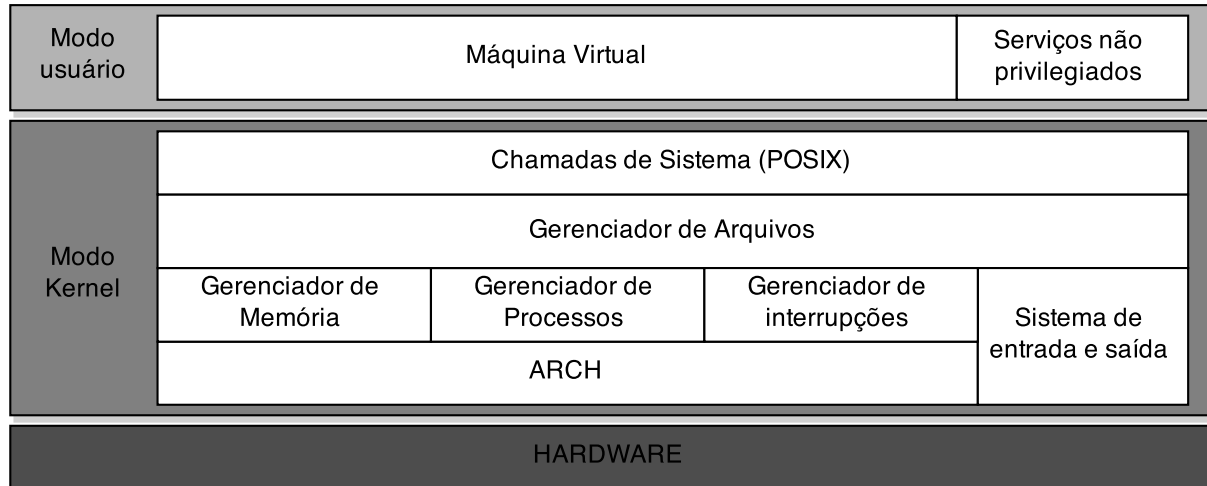 Modo
usuário
Máquina Virtual
Serviços não
privilegiados
Modo
Kernel
Chamadas de Sistema (POSIX)
Gerenciador de Arquivos
Gerenciador de
Memória
Gerenciador de
Processos
Gerenciador de
interrupções
Sistema de
entrada e saída
ARCH
HARDWARE